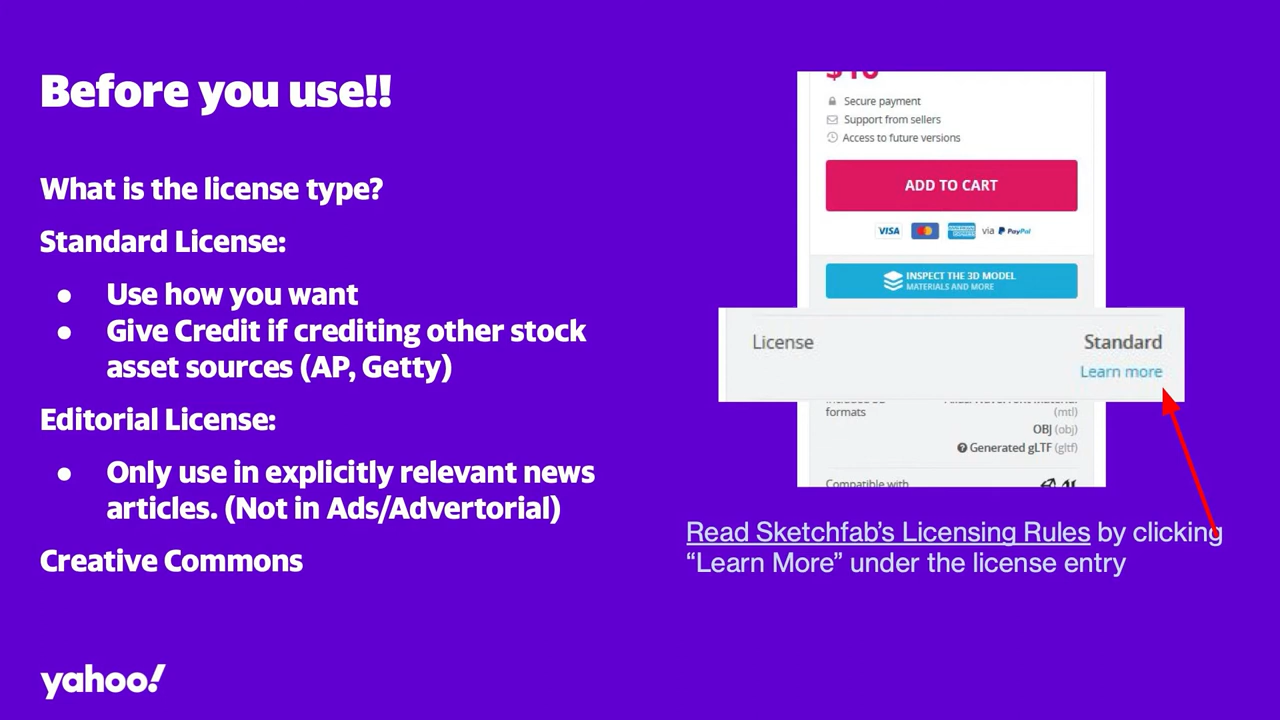 Before you use!!
What is the license type?
Standard License:
● Use how you want
● Give Credit if crediting other stock
asset sources (AP, Getty)
Editorial License:
● Only use in explicitly relevant news
articles. (Not in Ads/Advertorial)
Creative Commons
yahoo!
Secure payment
Support from sellers
Access to future versions
ADD TO CART
VISA via PayPal
INSPECT THE 3D MODEL
MATERIALS AND MORE
License Standard
Learn more
formats (mtl)
OBJ (obj)
Generated gLTF (gltf)
Compatible with
Read Sketchfab’s Licensing Rules by clicking
“Learn More” under the license entry